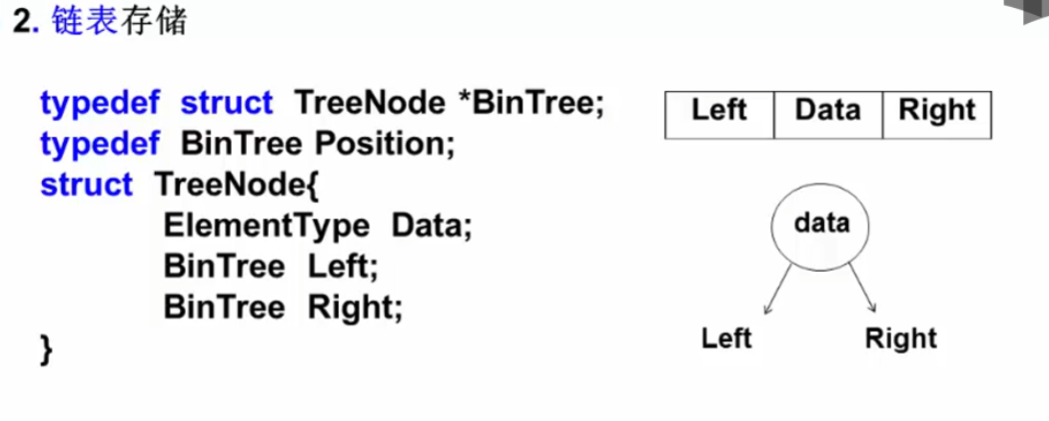 2. 链表存储
typedef struct TreeNode *BinTree;
typedef BinTree Position;
struct TreeNode{
ElementType Data;
BinTree Left;
BinTree Right;
}
Left Data Right
data
Left Right